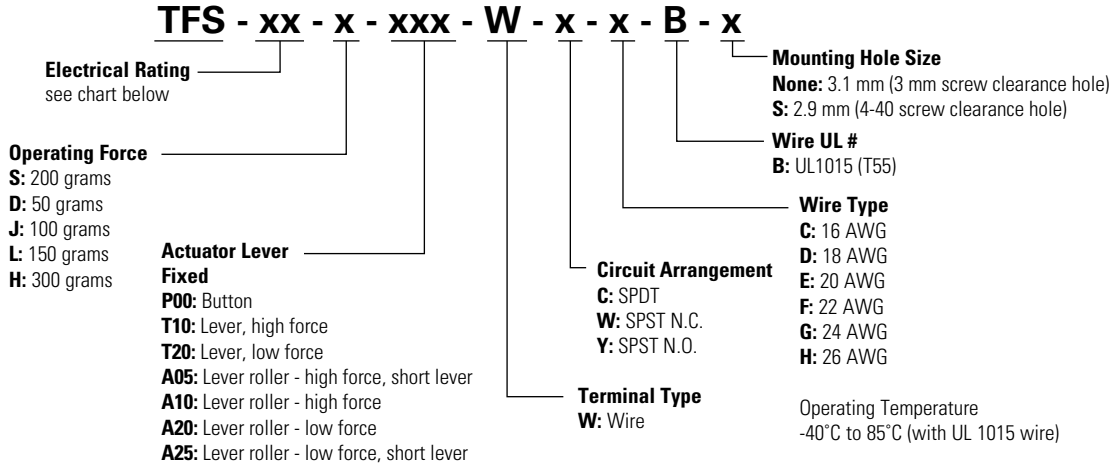 TFS - xx - x - xxx - W - x - x - B - x
Electrical Rating
see chart below
Operating Force
S: 200 grams
D: 50 grams
J: 100 grams
L: 150 grams
H: 300 grams
Actuator Lever
Fixed
P00: Button
T10: Lever, high force
T20: Lever, low force
A05: Lever roller - high force, short lever
A10: Lever roller - high force
A20: Lever roller - low force
A25: Lever roller - low force, short lever
Terminal Type
W: Wire
Circuit Arrangement
C: SPDT
W: SPST N.C.
Y: SPST N.O.
Wire Type
C: 16 AWG
D: 18 AWG
E: 20 AWG
F: 22 AWG
G: 24 AWG
H: 26 AWG
Wire UL #
B: UL1015 (T55)
Mounting Hole Size
None: 3.1 mm (3 mm screw clearance hole)
S: 2.9 mm (4-40 screw clearance hole)
Operating Temperature
-40˚C to 85˚C (with UL 1015 wire)